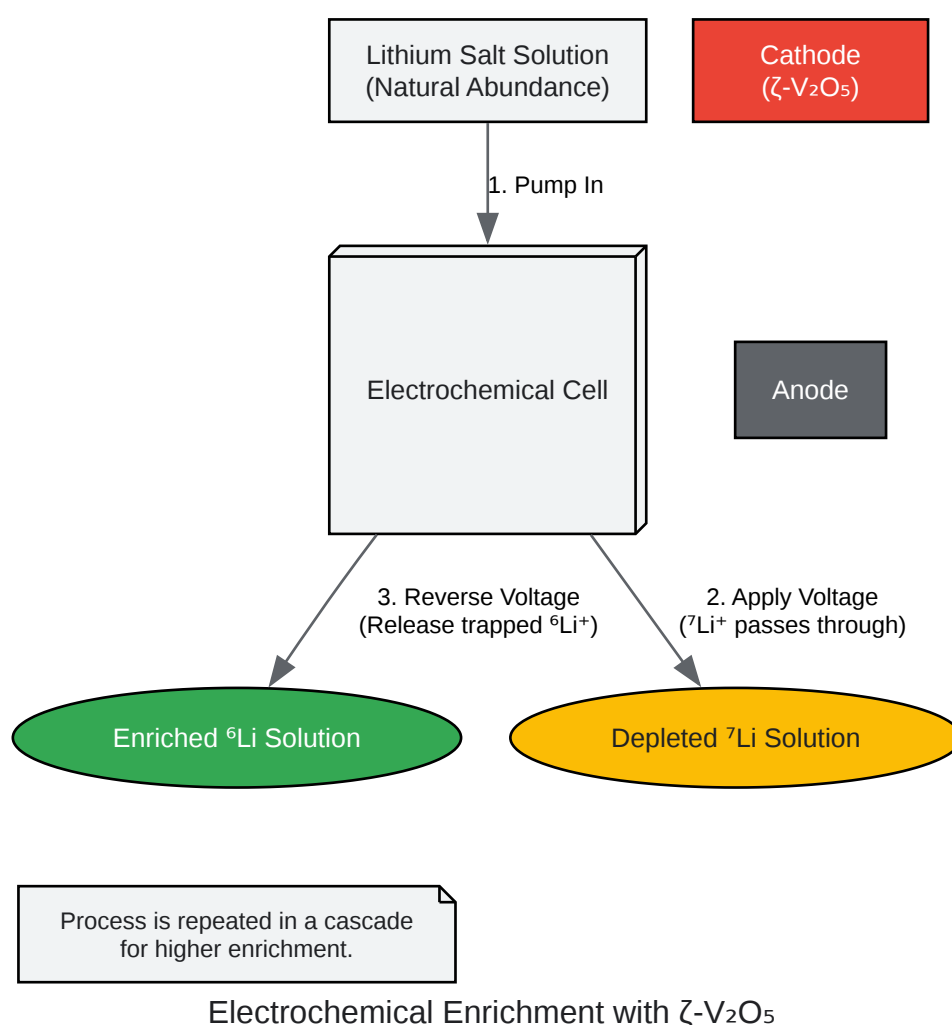 Lithium Salt Solution
(Natural Abundance)
Cathode
(ζ-V₂O₅)
1. Pump In
Electrochemical Cell
Anode
3. Reverse Voltage
(Release trapped ⁶Li⁺)
2. Apply Voltage
(⁷Li⁺ passes through)
Enriched ⁶Li Solution
Depleted ⁷Li Solution
Process is repeated in a cascade
for higher enrichment.
Electrochemical Enrichment with ζ-V₂O₅